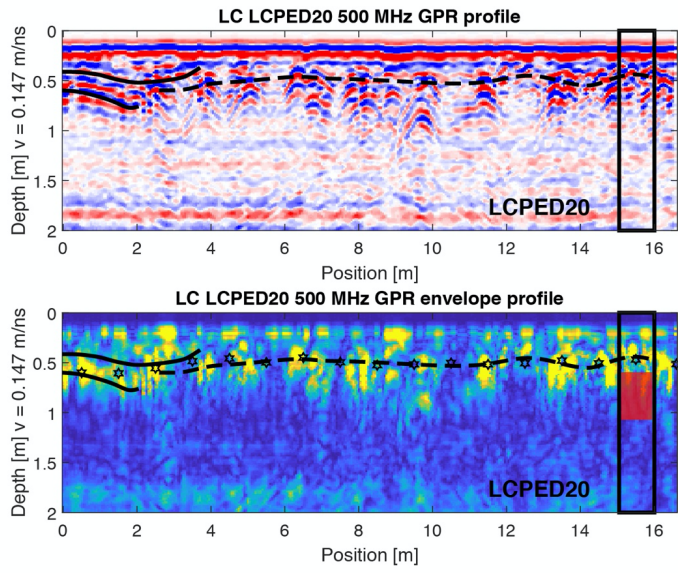 LC LCPED20 500 MHz GPR profile
0
0.5
1
1.5
2
Depth [m] v = 0.147 m/ns
LCPED20
0 2 4 6 8 10 12 14 16
Position [m]
LC LCPED20 500 MHz GPR envelope profile
0
0.5
1
1.5
2
Depth [m] v = 0.147 m/ns
LCPED20
0 2 4 6 8 10 12 14 16
Position [m]